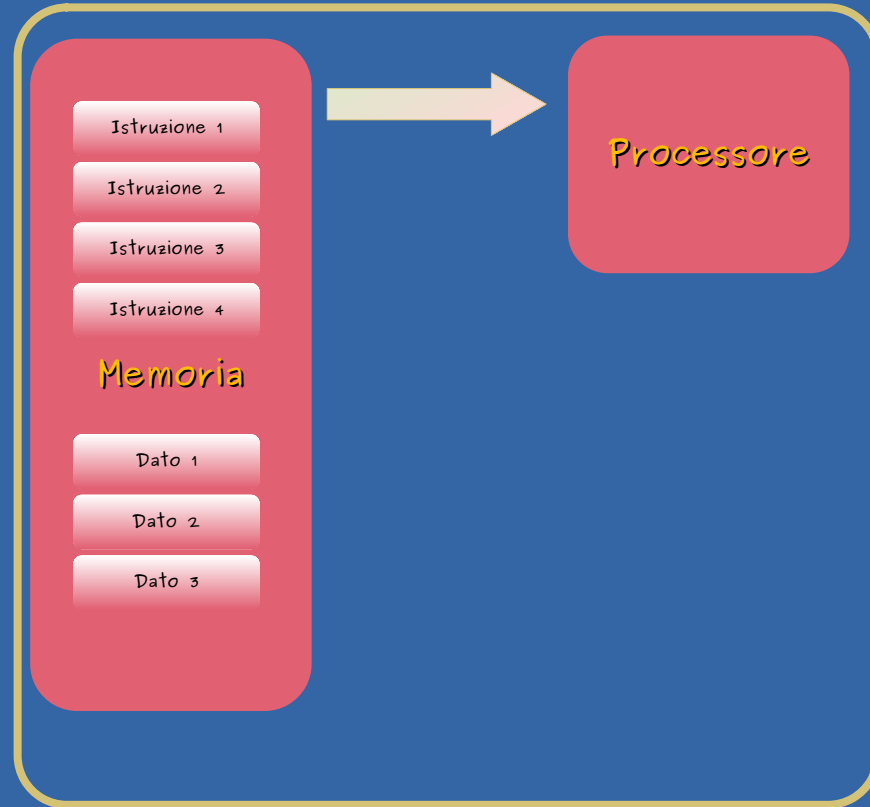 Istruzione 1
Istruzione 2
Istruzione 3
Istruzione 4
Memoria
Dato 1
Dato 2
Dato 3
Processore